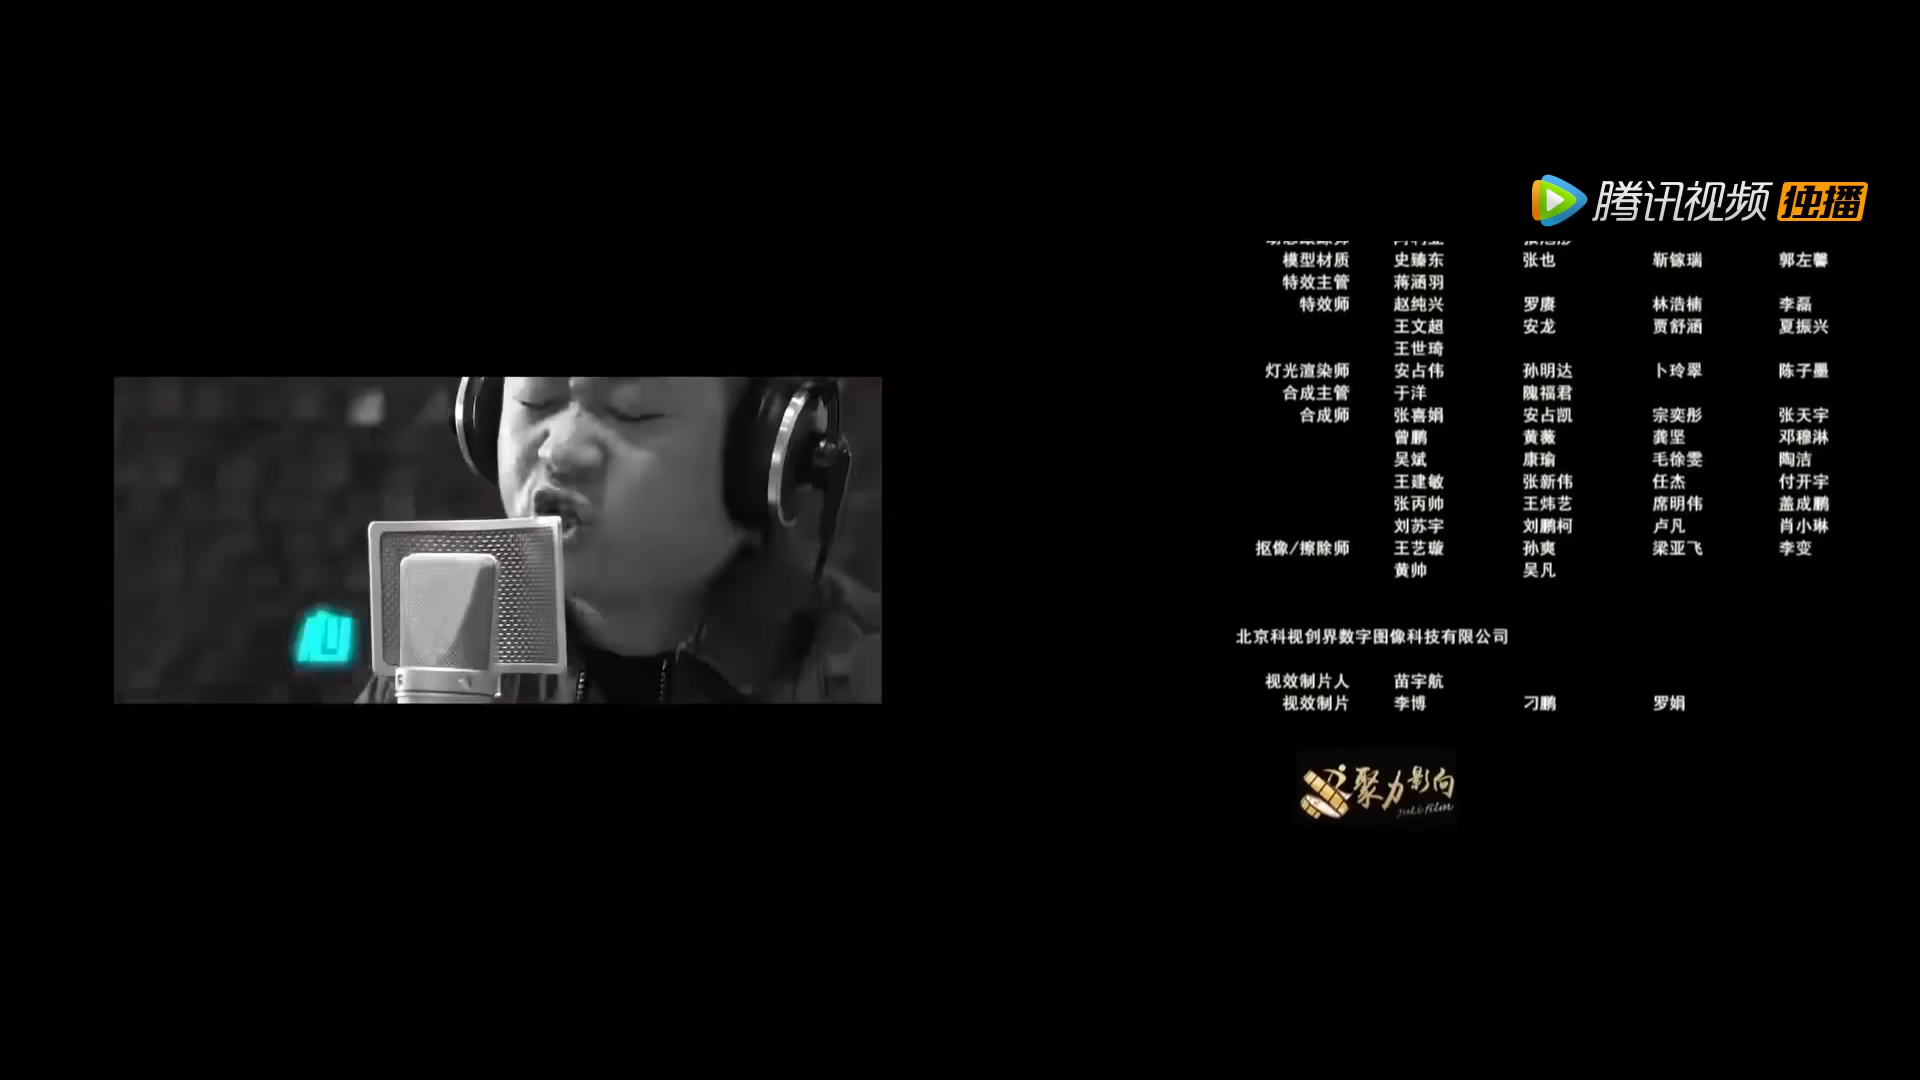 腾讯视频 独播
模型材质 史臻东 张也 靳镓瑞 郭左馨
特效主管 蒋涵羽
特效师 赵纯兴 罗赓 林浩楠 李磊
王文超 安龙 贾舒涵 夏振兴
王世琦
灯光渲染师 安占伟 孙明达 卜玲翠 陈子墨
合成主管 于洋 隗福君
合成师 张喜娟 安占凯 宗奕彤 张天宇
曾鹏 黄薇 龚坚 邓穆淋
吴斌 康瑜 毛徐雯 陶洁
王建敏 张新伟 任杰 付开宇
张丙帅 王炜艺 席明伟 盖成鹏
刘苏宇 刘鹏柯 卢凡 肖小琳
抠像/擦除师 王艺璇 孙爽 梁亚飞 李变
黄帅 吴凡
北京科视创界数字图像科技有限公司
视效制片人 苗宇航
视效制片 李博 刁鹏 罗娟
聚力影向
JULI film